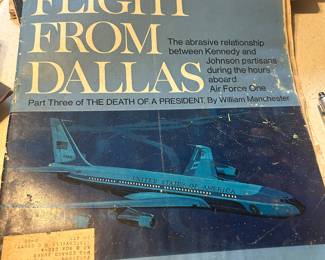 FLIGHT
FROM
DALLAS
The abrasive relationship
between Kennedy and
Johnson partisans
during the hours
aboard
Air Force One
Part Three of THE DEATH OF A PRESIDENT, By William Manchester
UNITED STATES OF AMERICA